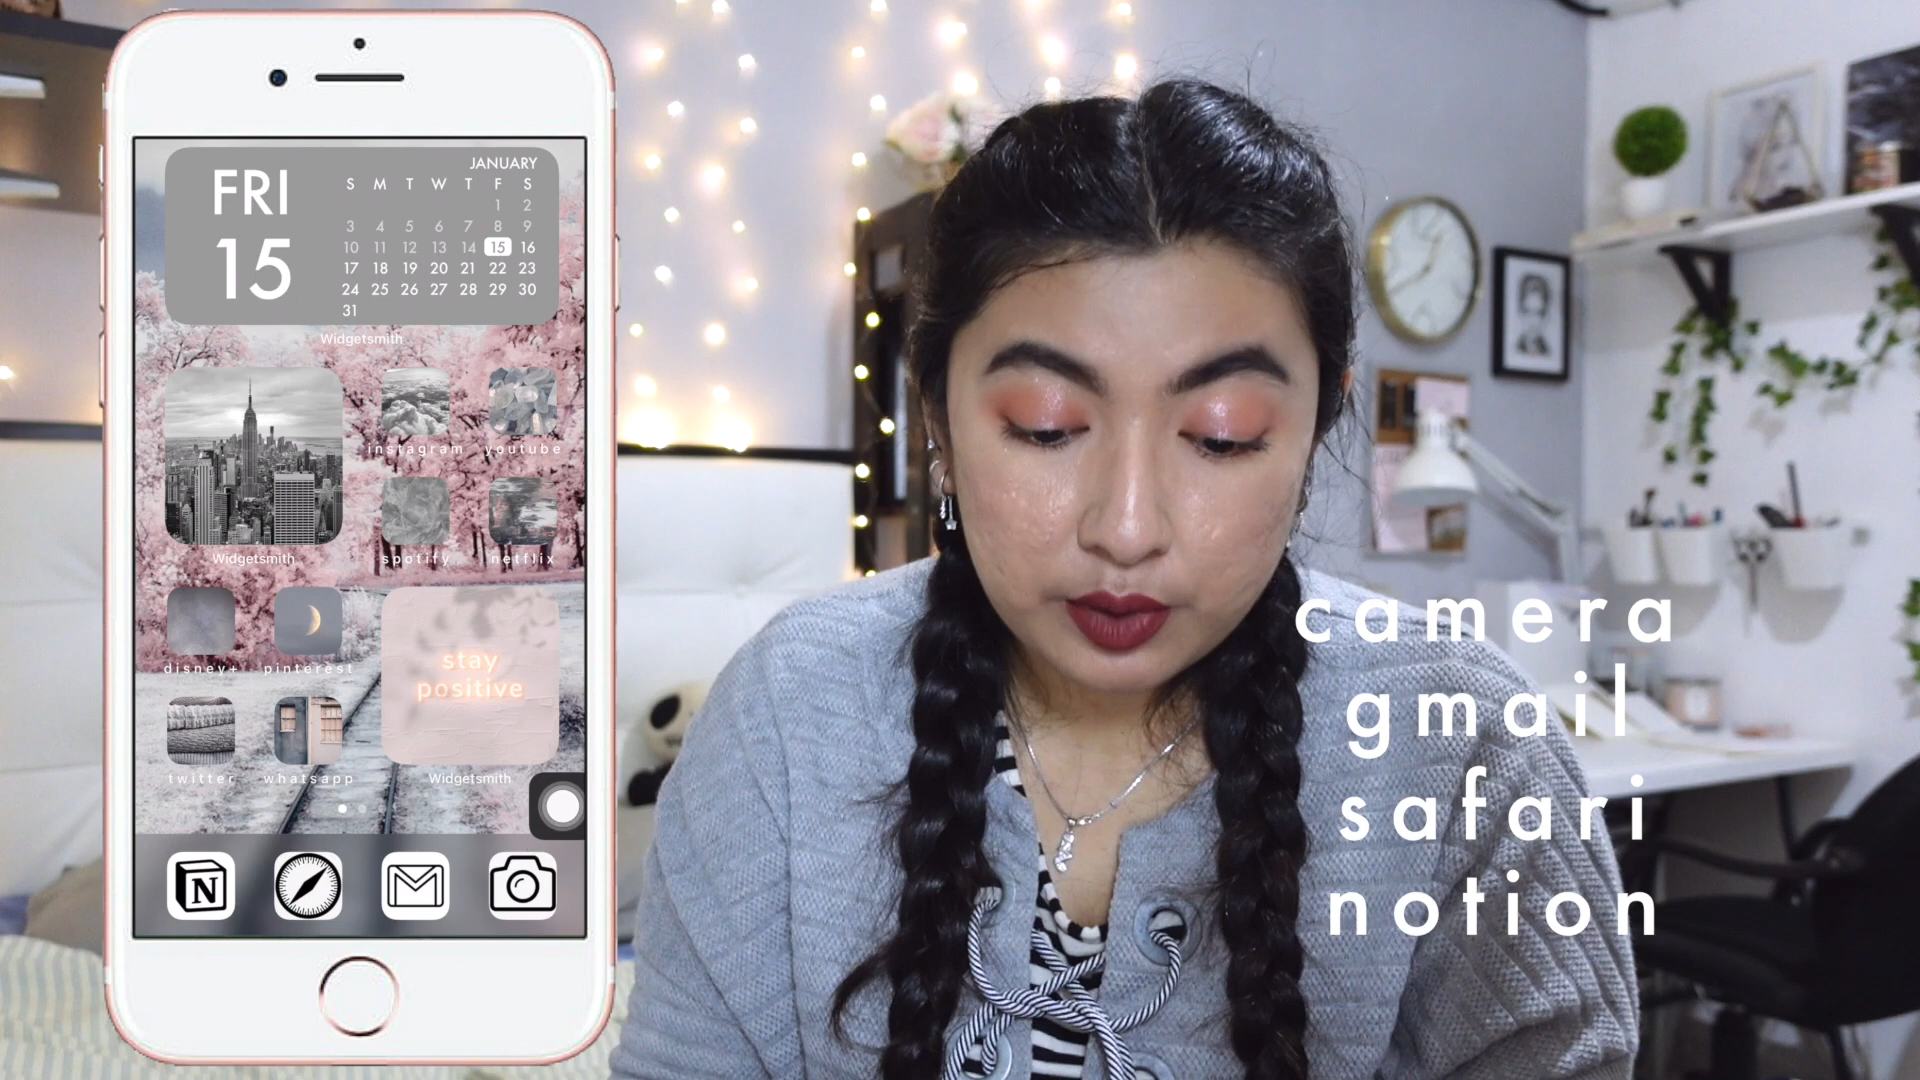 FRI
15
JANUARY
S M T W T F S
1 2
3 4 5 6 7 8 9
10 11 12 13 14 15 16
17 18 19 20 21 22 23
24 25 26 27 28 29 30
31
Widgetsmith
instagram youtube
Widgetsmith
spotify netflix
disney+ pinterest
stay
positive
twitter whatsapp
Widgetsmith
N
camera
gmail
safari
notion